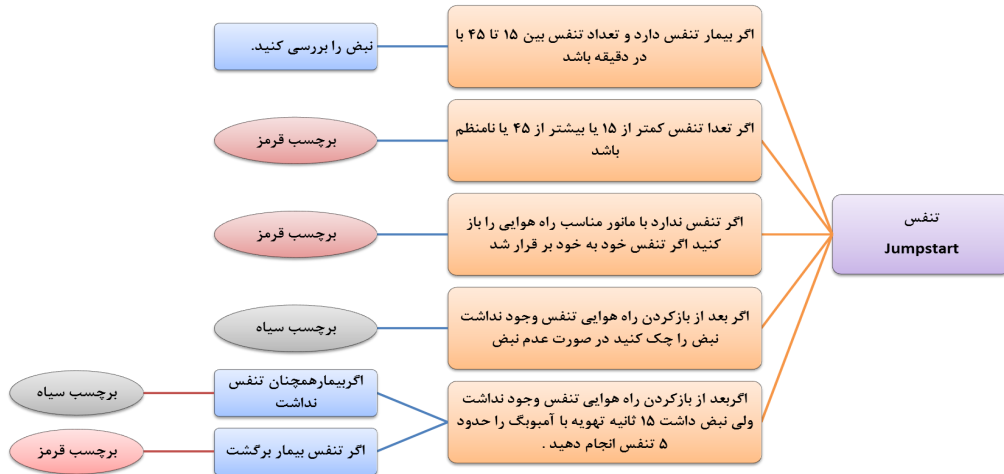 تنفس
Jumpstart
اگر بیمار تنفس دارد و تعداد تنفس بین ۱۵ تا ۴۵ با
در دقیقه باشد
نبض را بررسی کنید.
اگر تعدا تنفس کمتر از ۱۵ یا بیشتر از ۴۵ یا نامنظم
باشد
برچسب قرمز
اگر تنفس ندارد با مانور مناسب راه هوایی را باز
کنید اگر تنفس خود به خود بر قرار شد
برچسب قرمز
اگر بعد از بازکردن راه هوایی تنفس وجود نداشت
نبض را چک کنید در صورت عدم نبض
برچسب سیاه
اگربعد از بازکردن راه هوایی تنفس وجود نداشت
ولی نبض داشت ۱۵ ثانیه تهویه با آمبوبگ را حدود
۵ تنفس انجام دهید .
اگربیمارهمچنان تنفس
نداشت
برچسب سیاه
اگر تنفس بیمار برگشت
برچسب قرمز